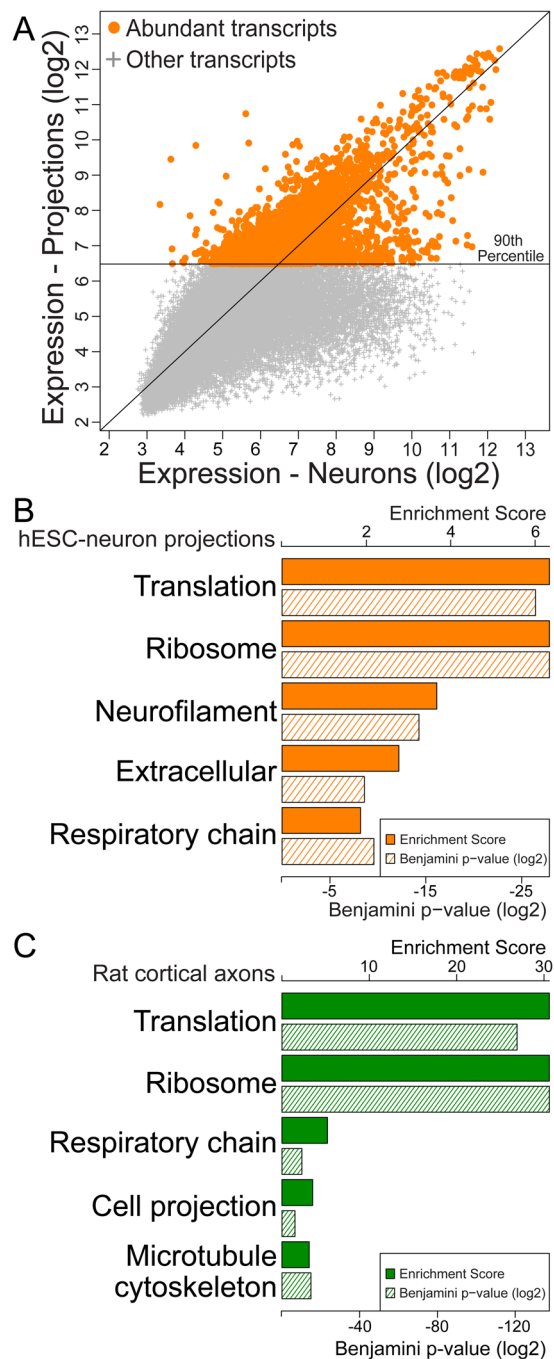 A
Abundant transcripts
Other transcripts
Expression - Projections (log2)
13
12
11
10
9
8
7
6
5
4
3
2
90th
Percentile
2 3 4 5 6 7 8 9 10 11 12 13
Expression - Neurons (log2)
B
Enrichment Score
hESC-neuron projections
2 4 6
Translation
Ribosome
Neurofilament
Extracellular
Respiratory chain
Enrichment Score
Benjamini p-value (log2)
-5 -15 -25
Benjamini p−value (log2)
C
Enrichment Score
Rat cortical axons
10 20 30
Translation
Ribosome
Respiratory chain
Cell projection
Microtubule
cytoskeleton
Enrichment Score
Benjamini p-value (log2)
-40 -80 -120
Benjamini p−value (log2)